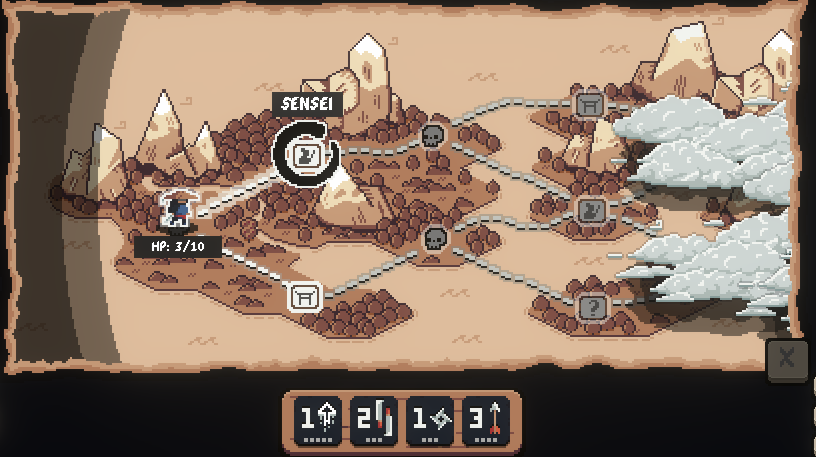 SENSEI
HP: 3/10
?
X
1 2 1 3